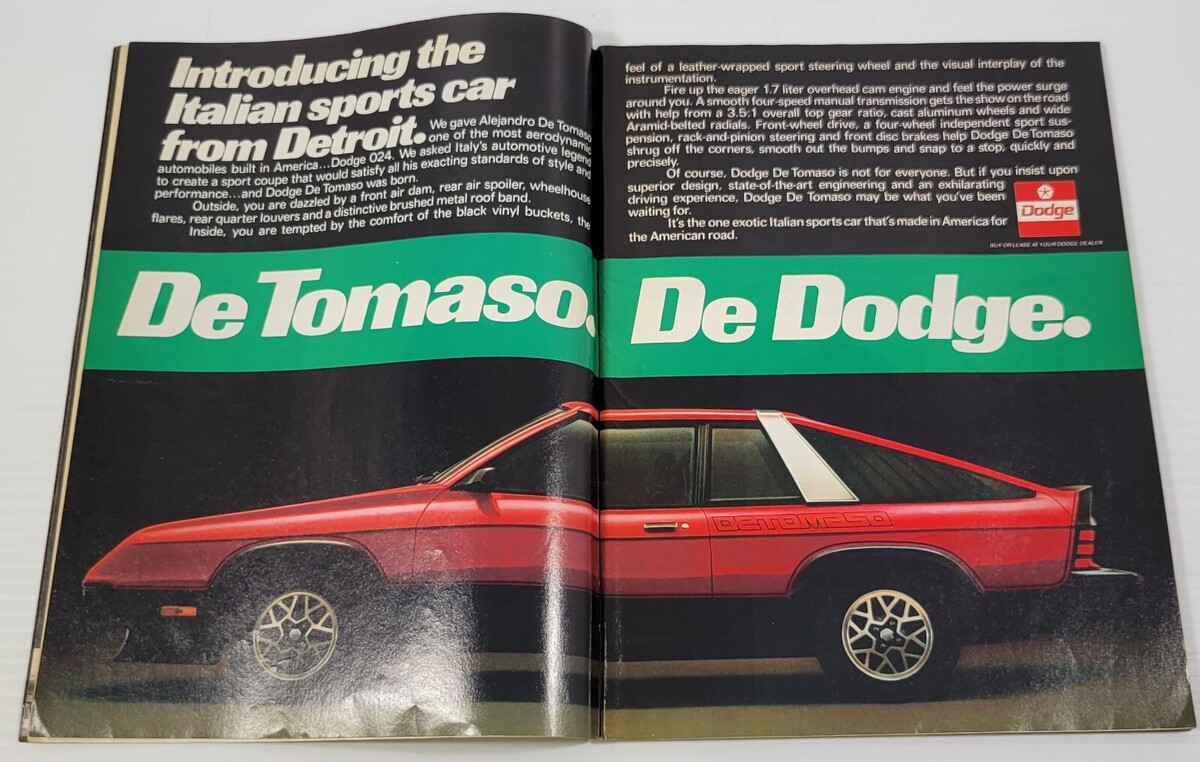 Introducing the
Italian sports car
from Detroit.
We gave Alejandro De Tomaso
one of the most aerodynamic
automobiles built in America...Dodge 024. We asked Italy's automotive legend
to create a sport coupe that would satisfy all his exacting standards of style and
performance...and Dodge De Tomaso was born.
Outside, you are dazzled by a front air dam, rear air spoiler, wheelhouse
flares, rear quarter louvers and a distinctive brushed metal roof band.
Inside, you are tempted by the comfort of the black vinyl buckets, the
feel of a leather-wrapped sport steering wheel and the visual interplay of the
instrumentation.
Fire up the eager 1.7 liter overhead cam engine and feel the power surge
around you. A smooth four-speed manual transmission gets the show on the road
with help from a 3.5:1 overall top gear ratio, cast aluminum wheels and wide
Aramid-belted radials. Front-wheel drive, a four-wheel independent sport sus-
pension, rack-and-pinion steering and front disc brakes help Dodge De Tomaso
shrug off the corners, smooth out the bumps and snap to a stop, quickly and
precisely.
Of course, Dodge De Tomaso is not for everyone. But if you insist upon
superior design, state-of-the-art engineering and an exhilarating
driving experience, Dodge De Tomaso may be what you've been
waiting for.
It's the one exotic Italian sports car that's made in America for
the American road.
Dodge
BUY OR LEASE AT YOUR DODGE DEALER
De Tomaso. De Dodge.
DETOMASO